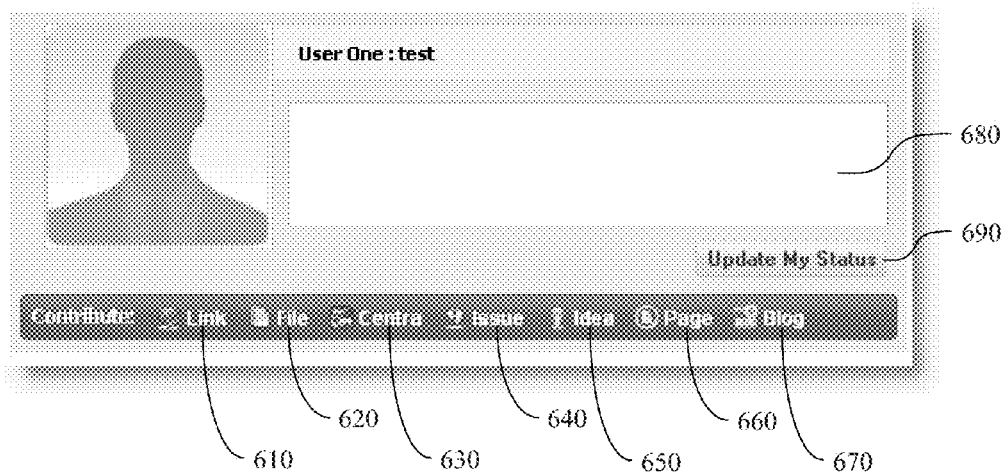 User One : test
680
690
Update My Status
Contribute: Link File Centra Issue Idea Page Blog
620 640 660
610 630 650 670